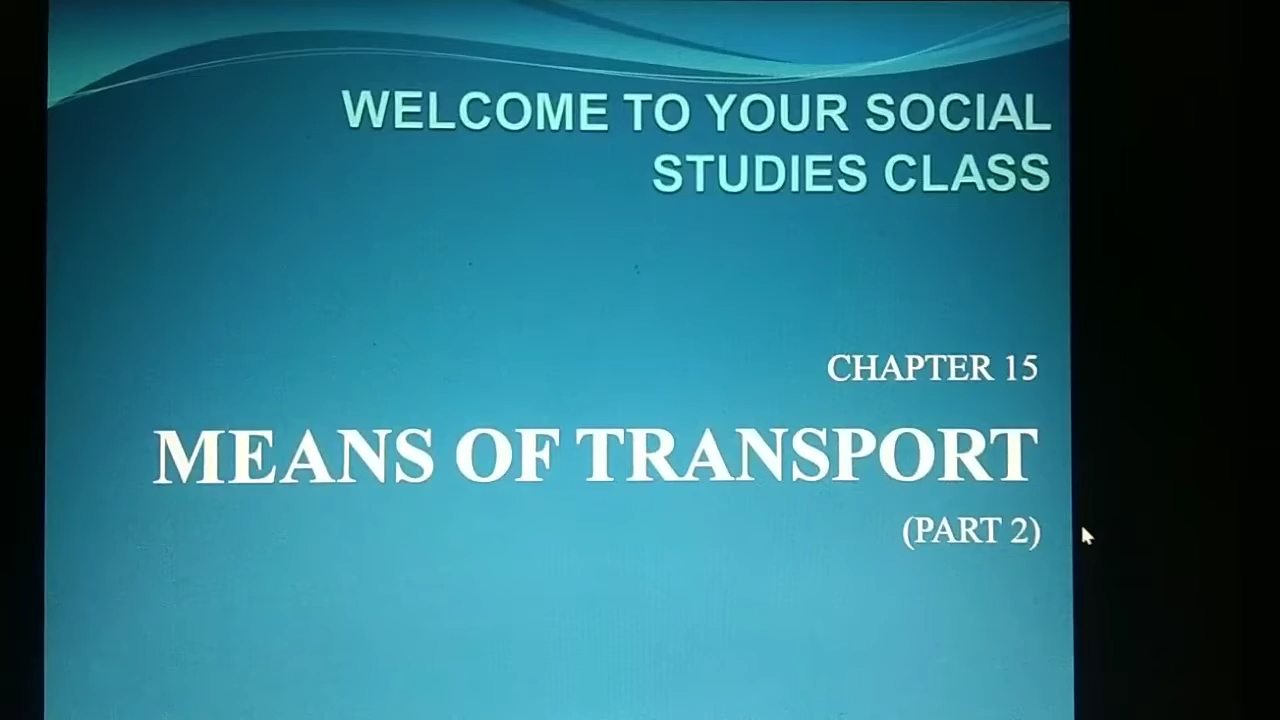 WELCOME TO YOUR SOCIAL
STUDIES CLASS
CHAPTER 15
MEANS OF TRANSPORT
(PART 2)